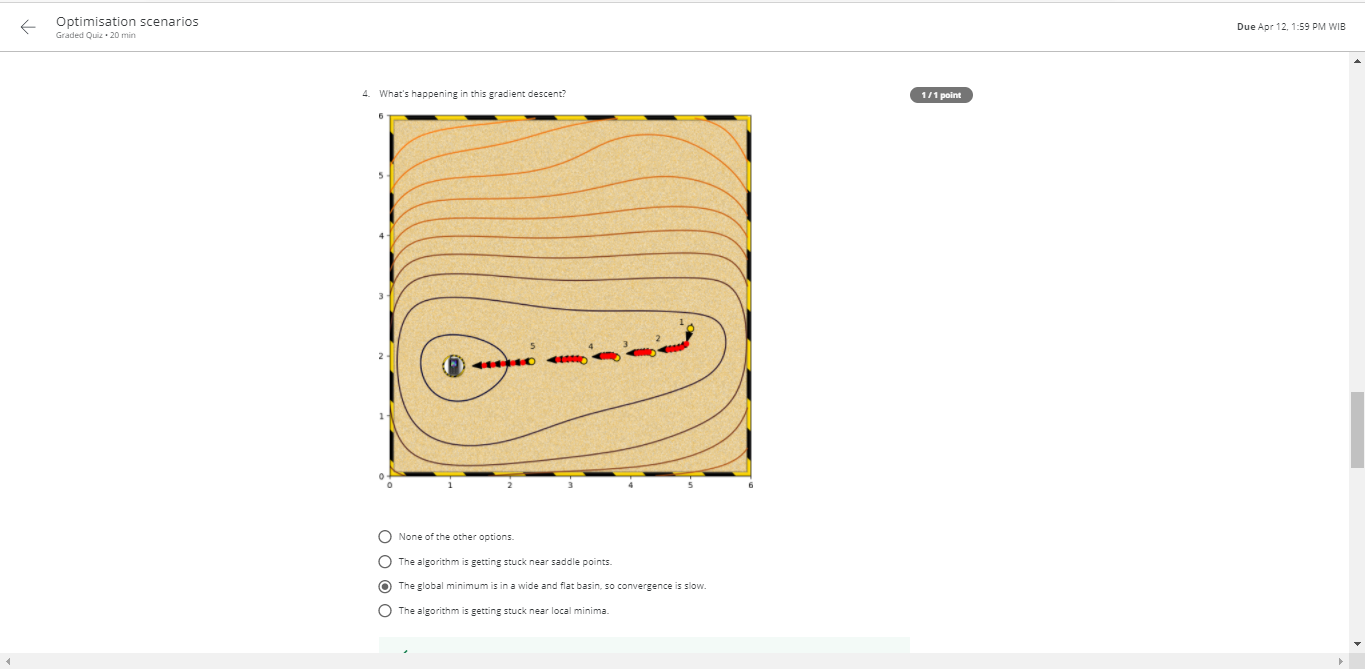 Optimisation scenarios
Graded Quiz • 20 min
Due Apr 12, 1:59 PM WIB
4. What's happening in this gradient descent?
1 / 1 point
6
5
4
3
2
1
0
1
2
3
4
5
0 1 2 3 4 5 6
None of the other options.
The algorithm is getting stuck near saddle points.
The global minimum is in a wide and flat basin, so convergence is slow.
The algorithm is getting stuck near local minima.